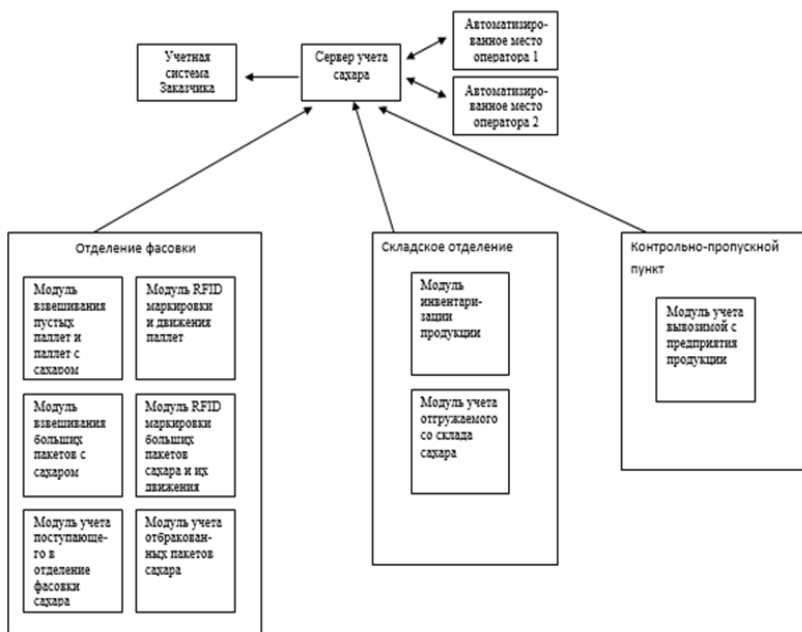 Учетная
система
Заказчика
Сервер учета
сахара
Автоматизиро-
ванное место
оператора 1
Автоматизиро-
ванное место
оператора 2
Отделение фасовки
Модуль
взвешивания
пустых
паллет и
паллет с
сахаром
Модуль RFID
маркировки
и движения
паллет
Модуль
взвешивания
больших
пакетов с
сахаром
Модуль RFID
маркировки
больших
пакетов
сахара и их
движения
Модуль учета
поступающе-
го в
отделение
фасовки
сахара
Модуль учета
отбракован-
ных пакетов
сахара
Складское отделение
Модуль
инвентари-
зации
продукции
Модуль учета
отгружаемого
со склада
сахара
Контрольно-пропускной
пункт
Модуль учета
вывозимой с
предприятия
продукции